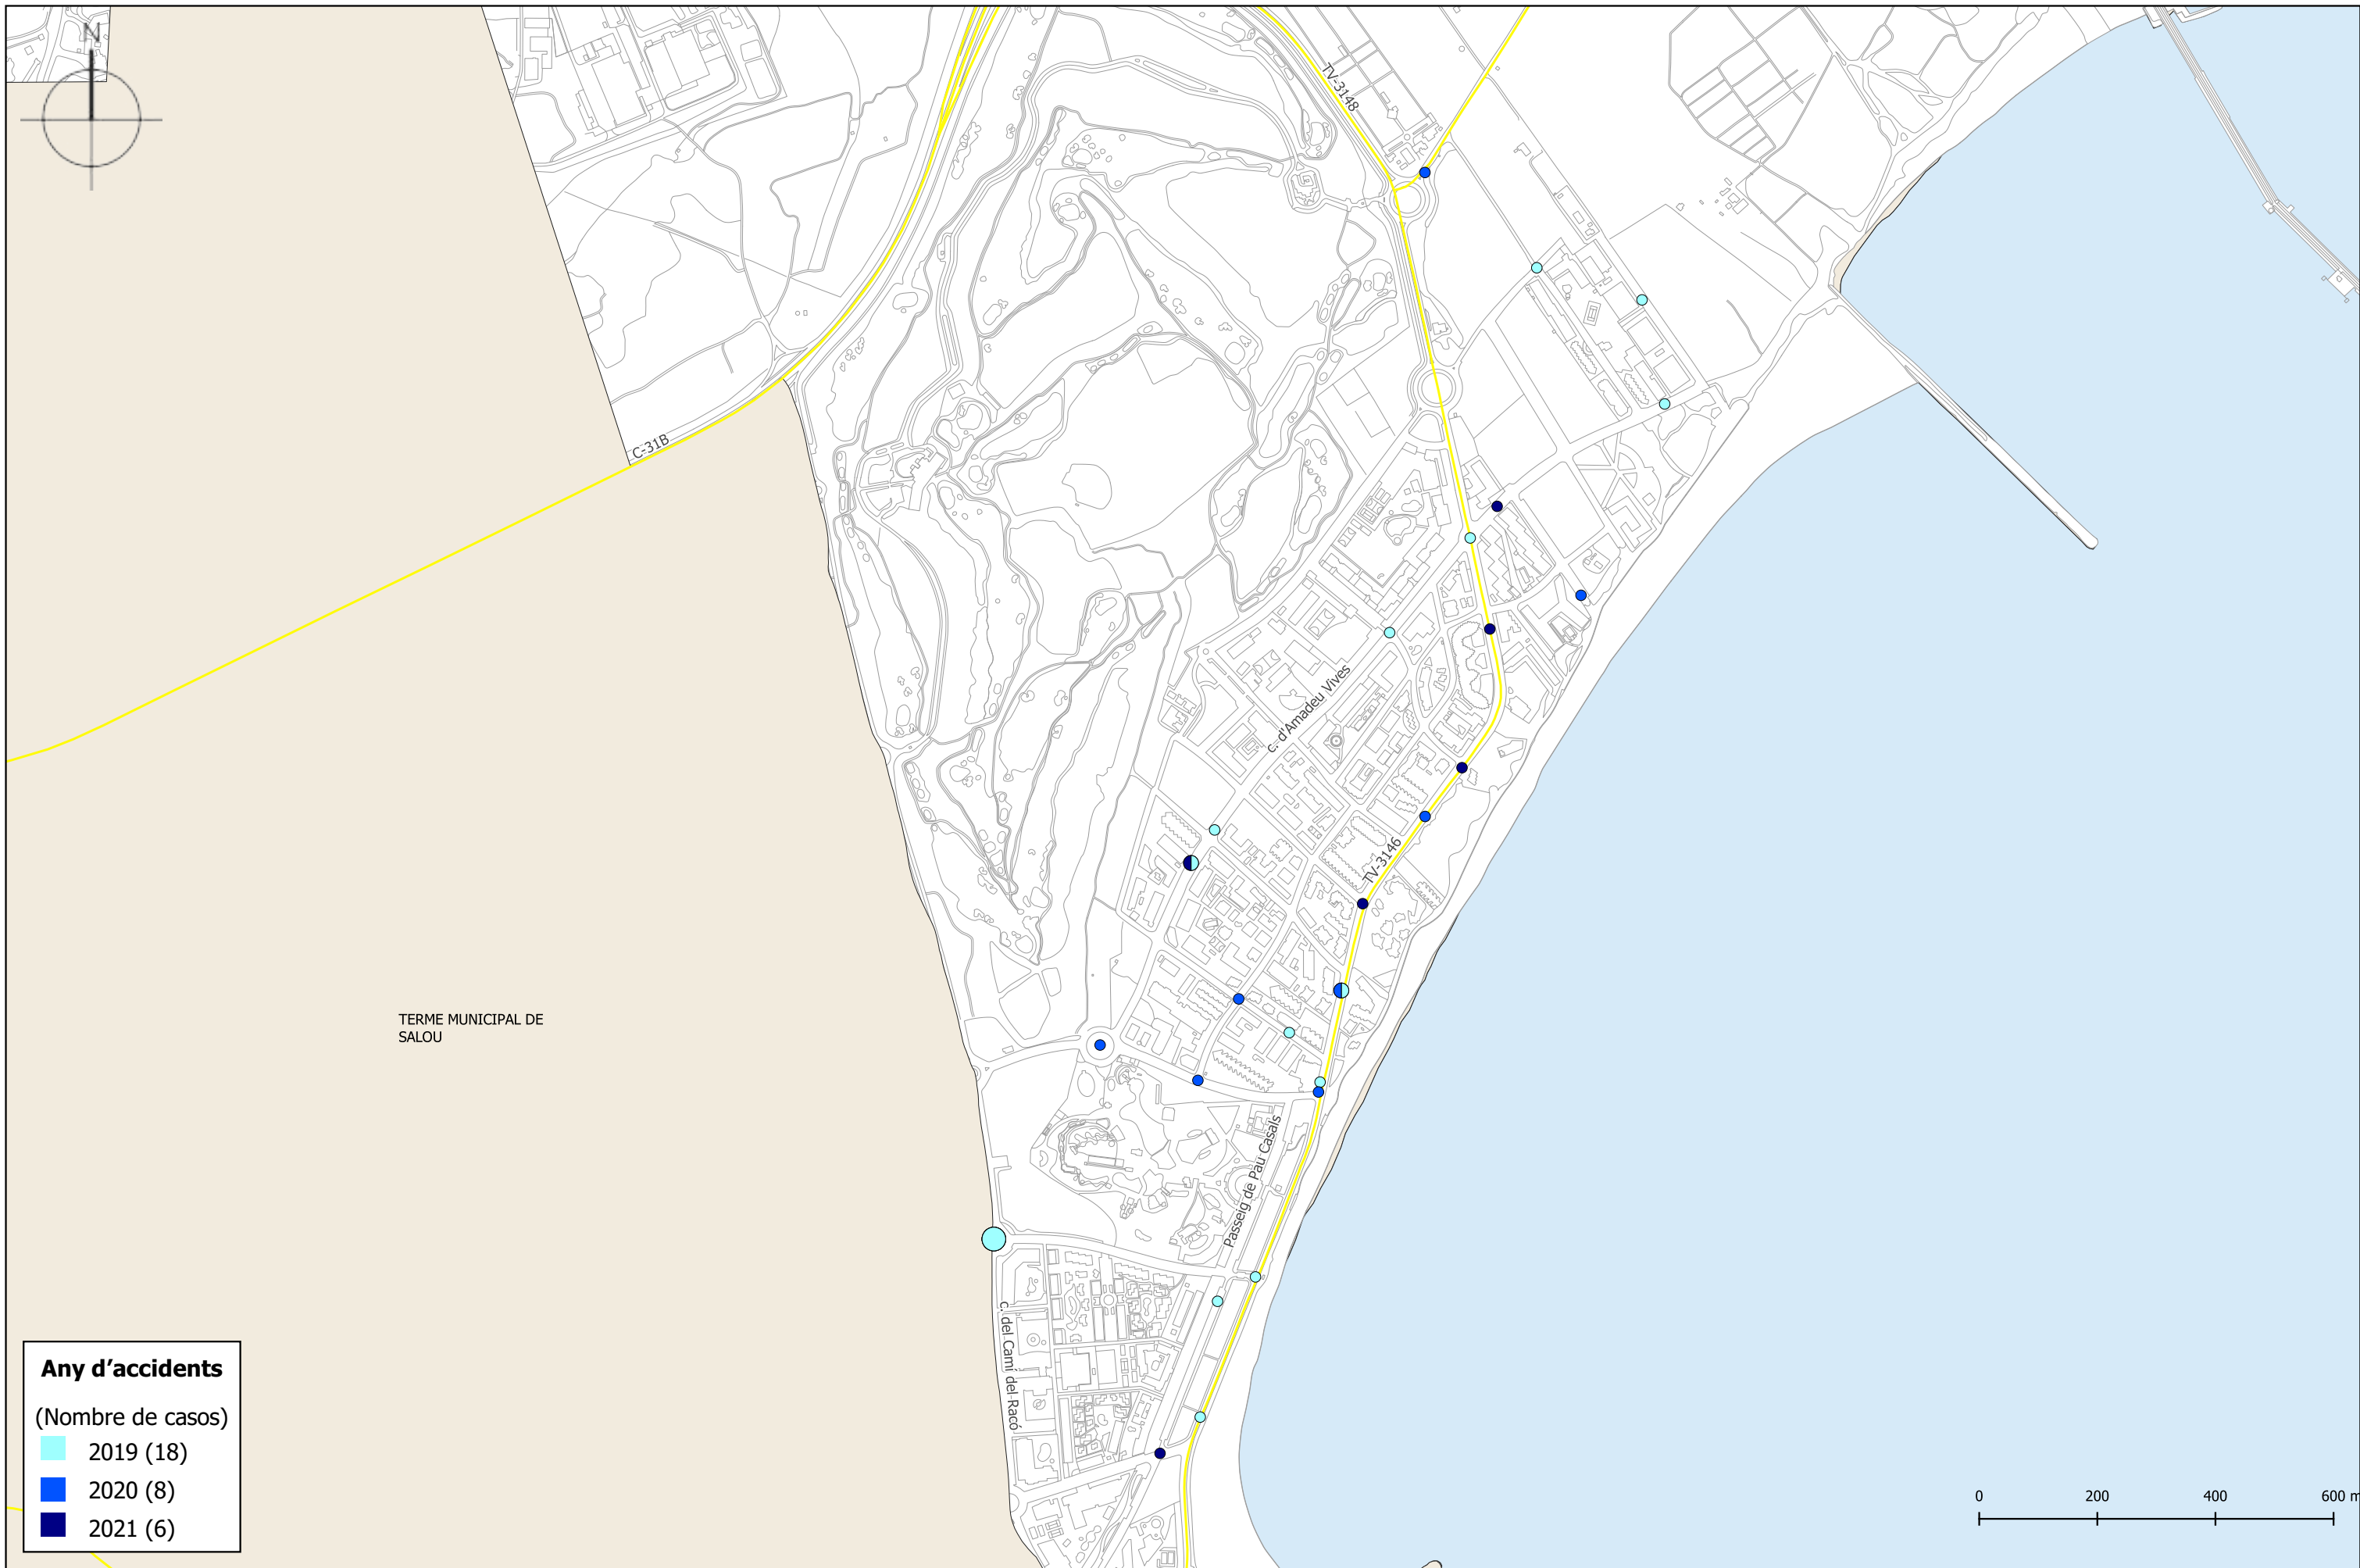 N
TV-3148
C-31B
c. d'Amadeu Vives
TV-3146
TERME MUNICIPAL DE
SALOU
Passeig de Pau Casals
c. del Camí del Racó
Any d’accidents
(Nombre de casos)
2019 (18)
2020 (8)
2021 (6)
0 200 400 600 m